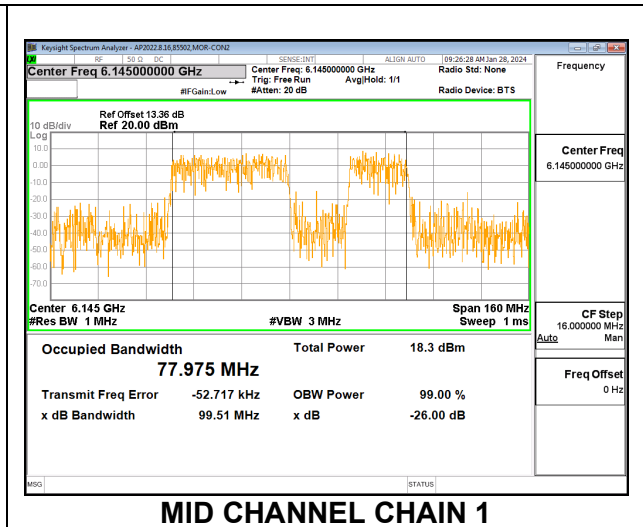 Keysight Spectrum Analyzer - AP2022.8.16,85502,MOR-CON2
RF 50 Ω DC SENSE:INT ALIGN AUTO 09:26:28 AM Jan 28, 2024
Center Freq 6.145000000 GHz
Center Freq: 6.145000000 GHz
Radio Std: None
Trig: Free Run Avg|Hold: 1/1
#IFGain:Low #Atten: 20 dB Radio Device: BTS
Frequency
Ref Offset 13.36 dB
10 dB/div Ref 20.00 dBm
Log
10.0
0.00
-10.0
-20.0
-30.0
-40.0
-50.0
-60.0
-70.0
Center Freq
6.145000000 GHz
Center 6.145 GHz Span 160 MHz
#Res BW 1 MHz #VBW 3 MHz Sweep 1 ms
CF Step
16.000000 MHz
Auto Man
Occupied Bandwidth Total Power 18.3 dBm
77.975 MHz
Freq Offset
0 Hz
Transmit Freq Error -52.717 kHz OBW Power 99.00 %
x dB Bandwidth 99.51 MHz x dB -26.00 dB
MSG STATUS
MID CHANNEL CHAIN 1